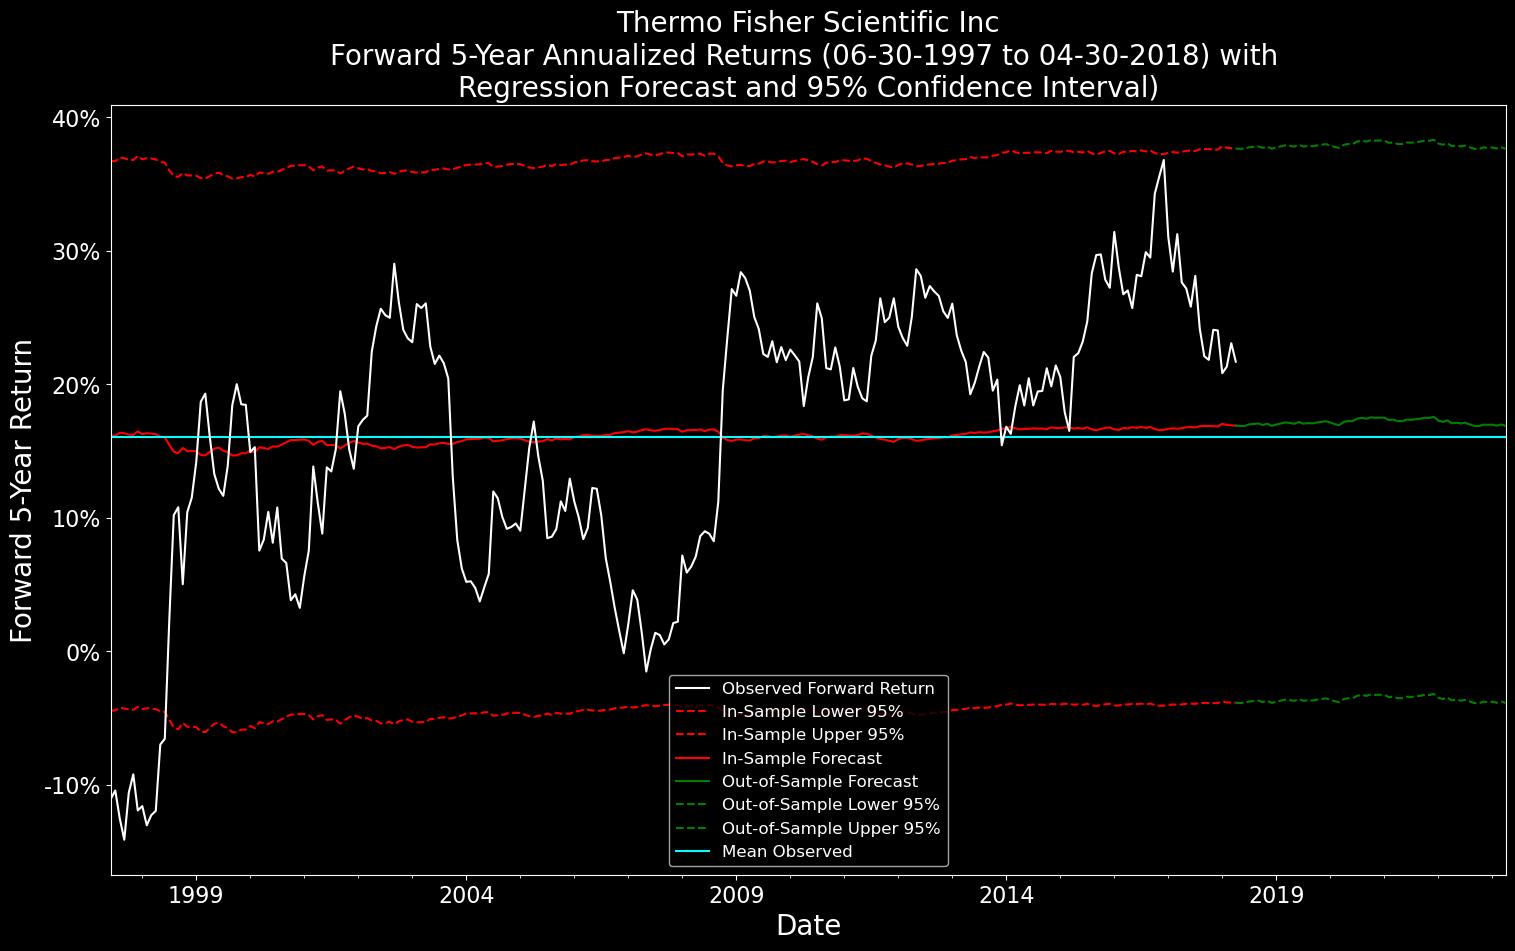 Thermo Fisher Scientific Inc
Forward 5-Year Annualized Returns (06-30-1997 to 04-30-2018) with
Regression Forecast and 95% Confidence Interval)
Forward 5-Year Return
40%
30%
20%
10%
0%
-10%
Observed Forward Return
In-Sample Lower 95%
In-Sample Upper 95%
In-Sample Forecast
Out-of-Sample Forecast
Out-of-Sample Lower 95%
Out-of-Sample Upper 95%
Mean Observed
1999 2004 2009 2014 2019
Date